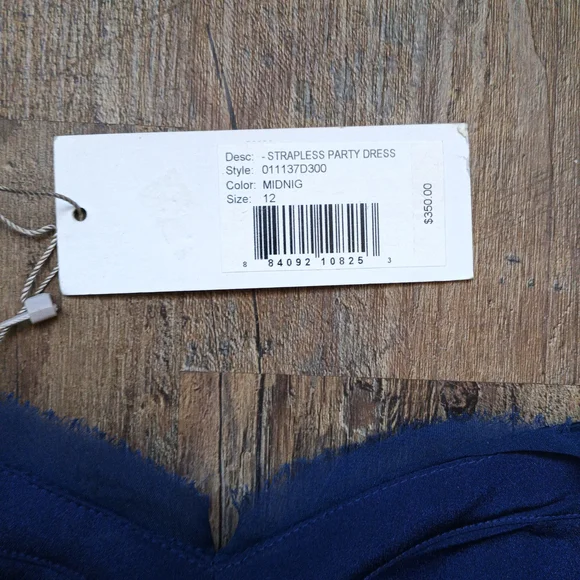 Desc: - STRAPLESS PARTY DRESS
Style: 011137D300
Color: MIDNIG
Size: 12
8 84092 10825 3
$350.00